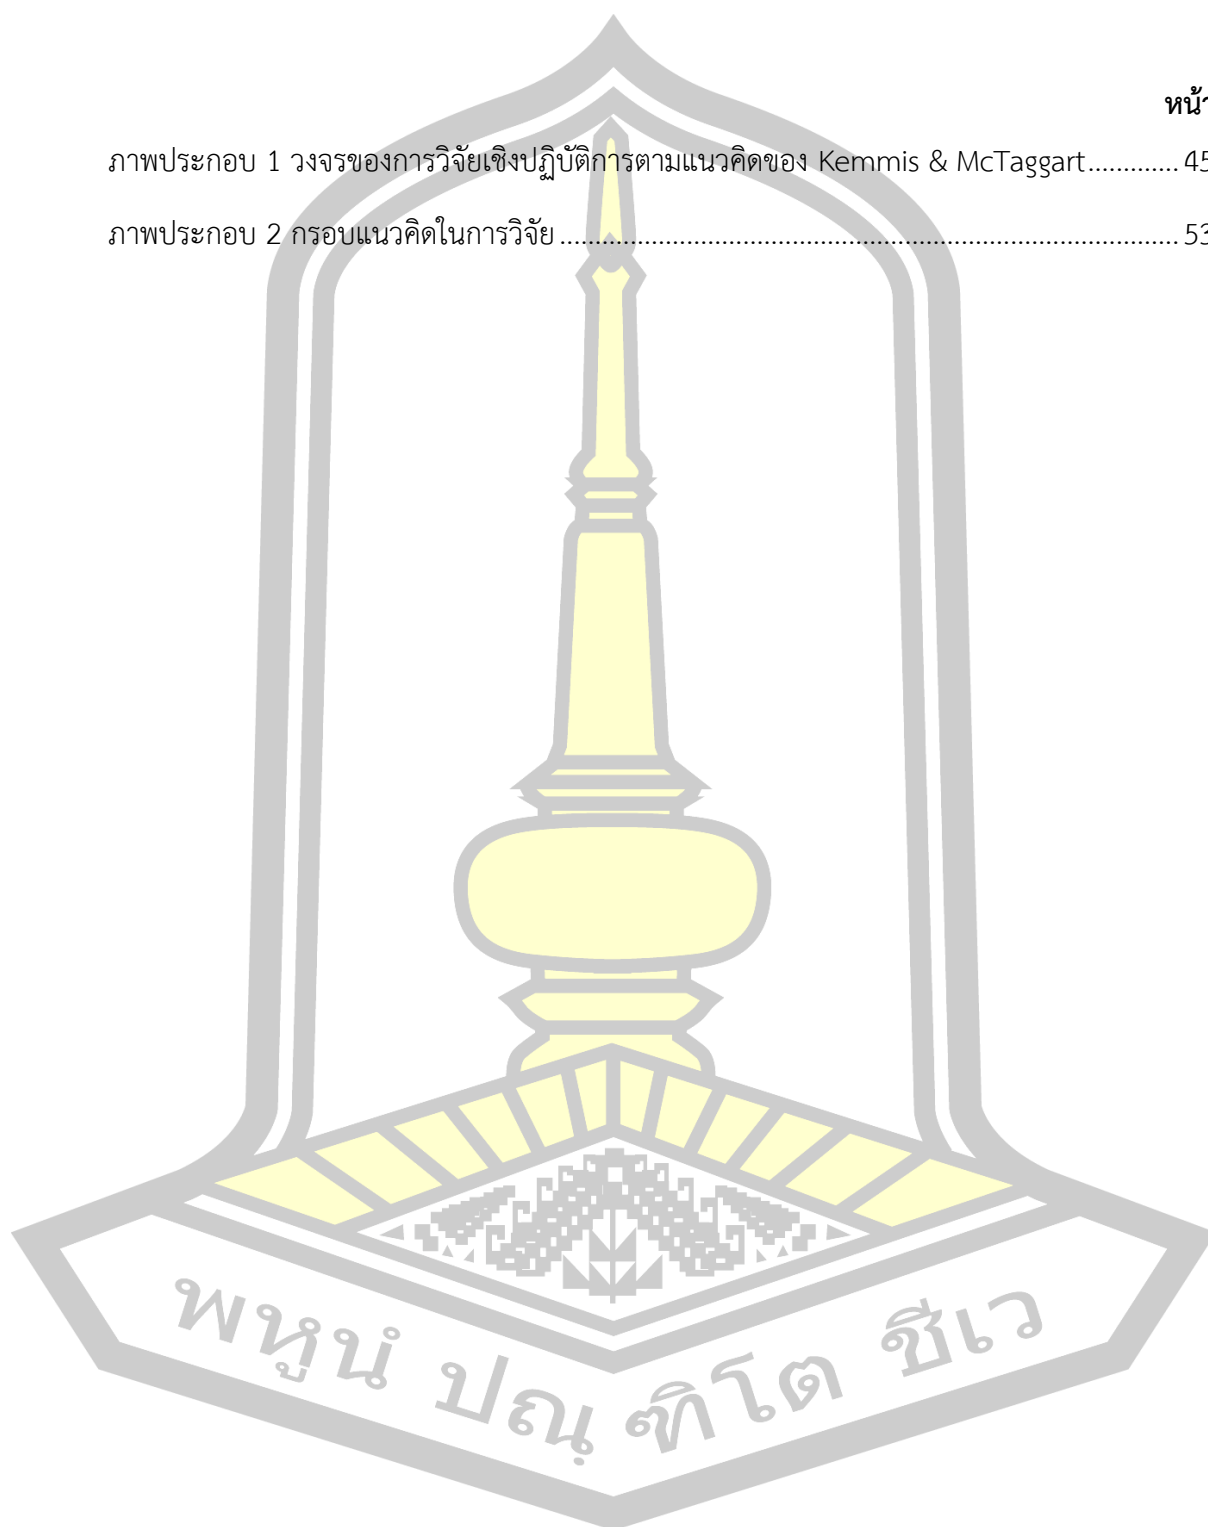 หน้า
ภาพประกอบ 1 วงจรของการวิจัยเชิงปฏิบัติการตามแนวคิดของ Kemmis & McTaggart............. 45
ภาพประกอบ 2 กรอบแนวคิดในการวิจัย ......................................................................................... 53
พหูนํ ปณฺฑิโต ชีเว